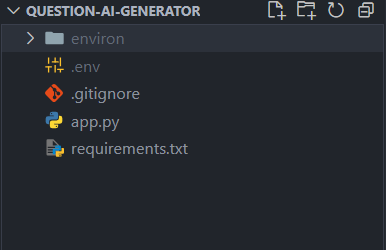 QUESTION-AI-GENERATOR
environ
.env
.gitignore
app.py
requirements.txt